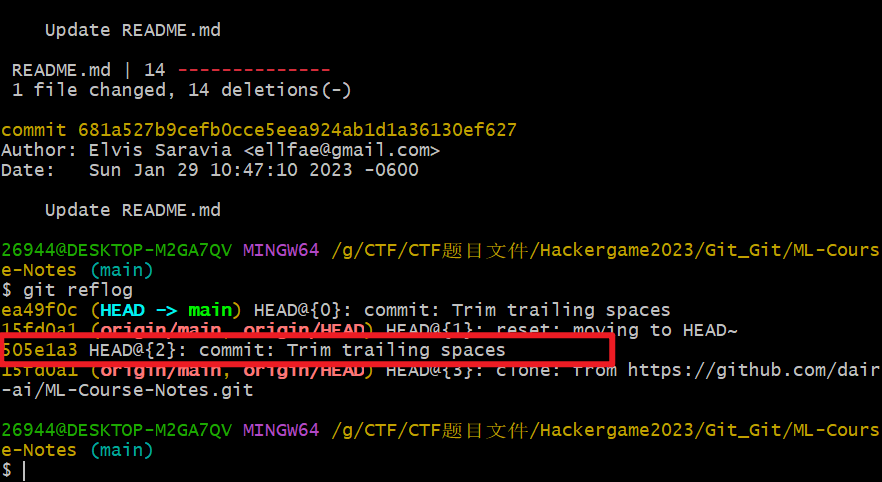 Update README.md
README.md | 14 --------------
1 file changed, 14 deletions(-)
commit 681a527b9cefb0cce5eea924ab1d1a36130ef627
Author: Elvis Saravia <ellfae@gmail.com>
Date:   Sun Jan 29 10:47:10 2023 -0600
Update README.md
26944@DESKTOP-M2GA7QV MINGW64 /g/CTF/CTF题目文件/Hackergame2023/Git_Git/ML-Cours
e-Notes (main)
$ git reflog
ea49f0c (HEAD -> main) HEAD@{0}: commit: Trim trailing spaces
15fd0a1 (origin/main, origin/HEAD) HEAD@{1}: reset: moving to HEAD~
505e1a3 HEAD@{2}: commit: Trim trailing spaces
15fd0a1 (origin/main, origin/HEAD) HEAD@{3}: clone: from https://github.com/dair
-ai/ML-Course-Notes.git
26944@DESKTOP-M2GA7QV MINGW64 /g/CTF/CTF题目文件/Hackergame2023/Git_Git/ML-Cours
e-Notes (main)
$